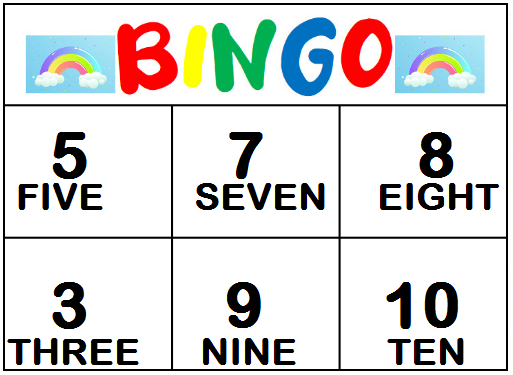 BINGO
5 7 8
FIVE SEVEN EIGHT
3 9 10
THREE NINE TEN